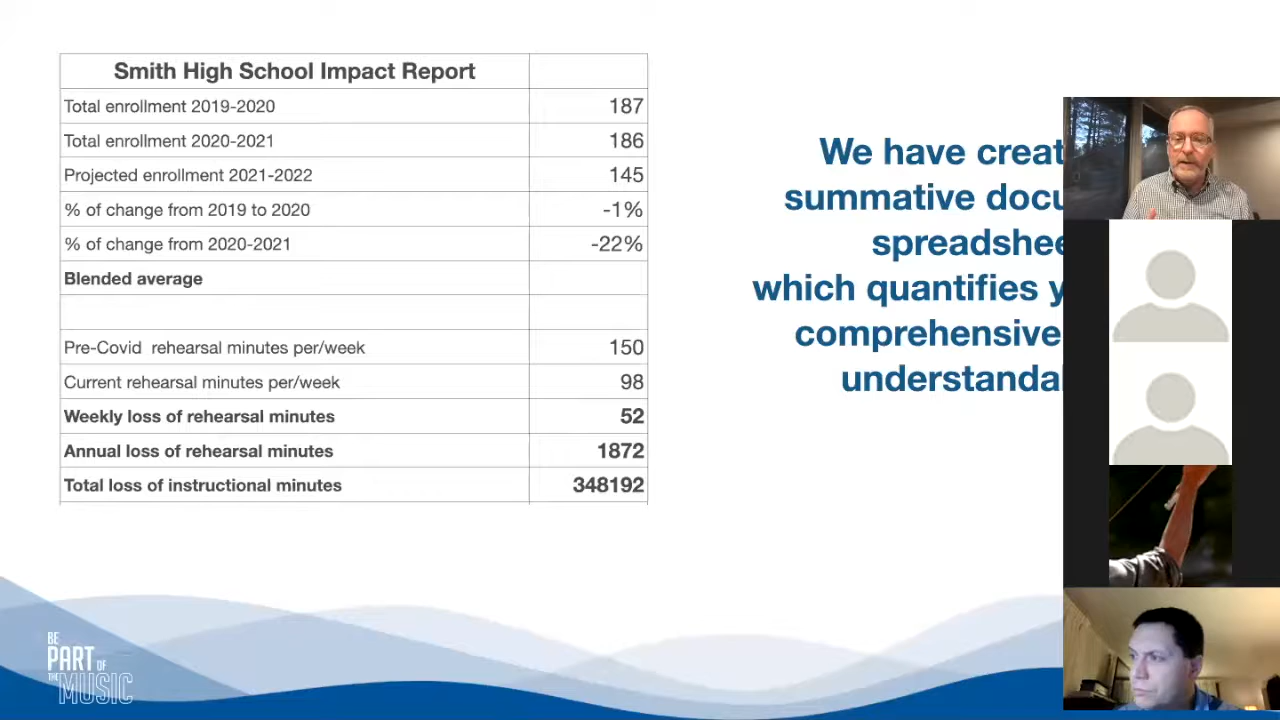 Smith High School Impact Report
Total enrollment 2019-2020 187
Total enrollment 2020-2021 186
Projected enrollment 2021-2022 145
% of change from 2019 to 2020 -1%
% of change from 2020-2021 -22%
Blended average
Pre-Covid rehearsal minutes per/week 150
Current rehearsal minutes per/week 98
Weekly loss of rehearsal minutes 52
Annual loss of rehearsal minutes 1872
Total loss of instructional minutes 348192
We have creat
summative docu
spreadshee
which quantifies y
comprehensive
understanda
BE
PART OF
THE MUSIC